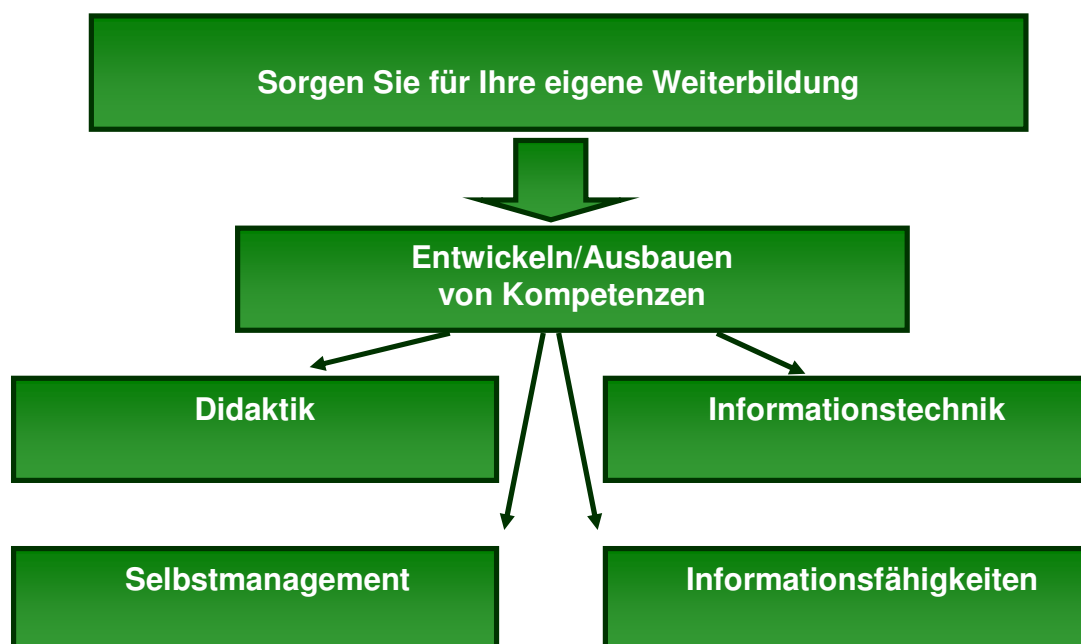 Sorgen Sie für Ihre eigene Weiterbildung
Entwickeln/Ausbauen
von Kompetenzen
Didaktik
Informationstechnik
Selbstmanagement
Informationsfähigkeiten